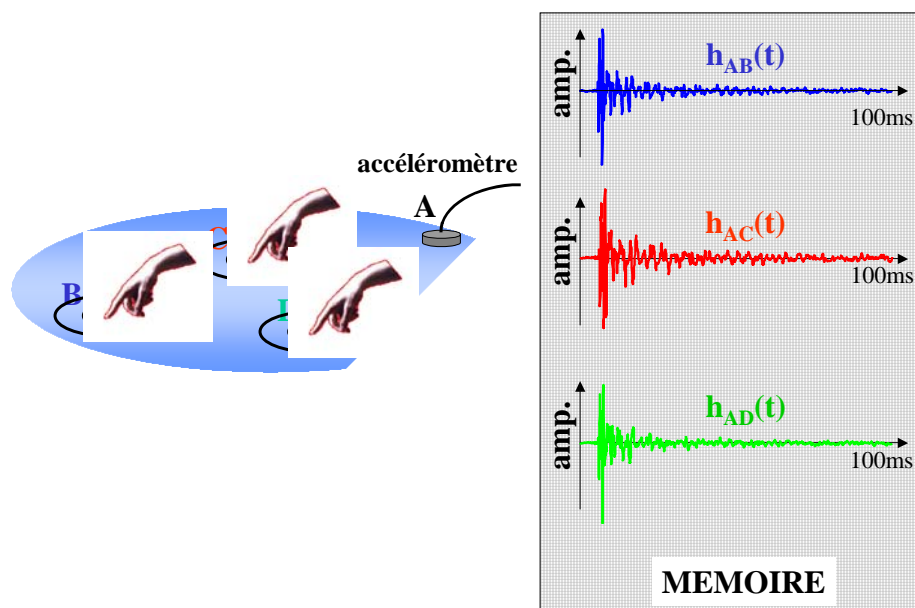 accéléromètre
A
B
amp.
h_AB(t)
100ms
amp.
h_AC(t)
100ms
amp.
h_AD(t)
100ms
MEMOIRE